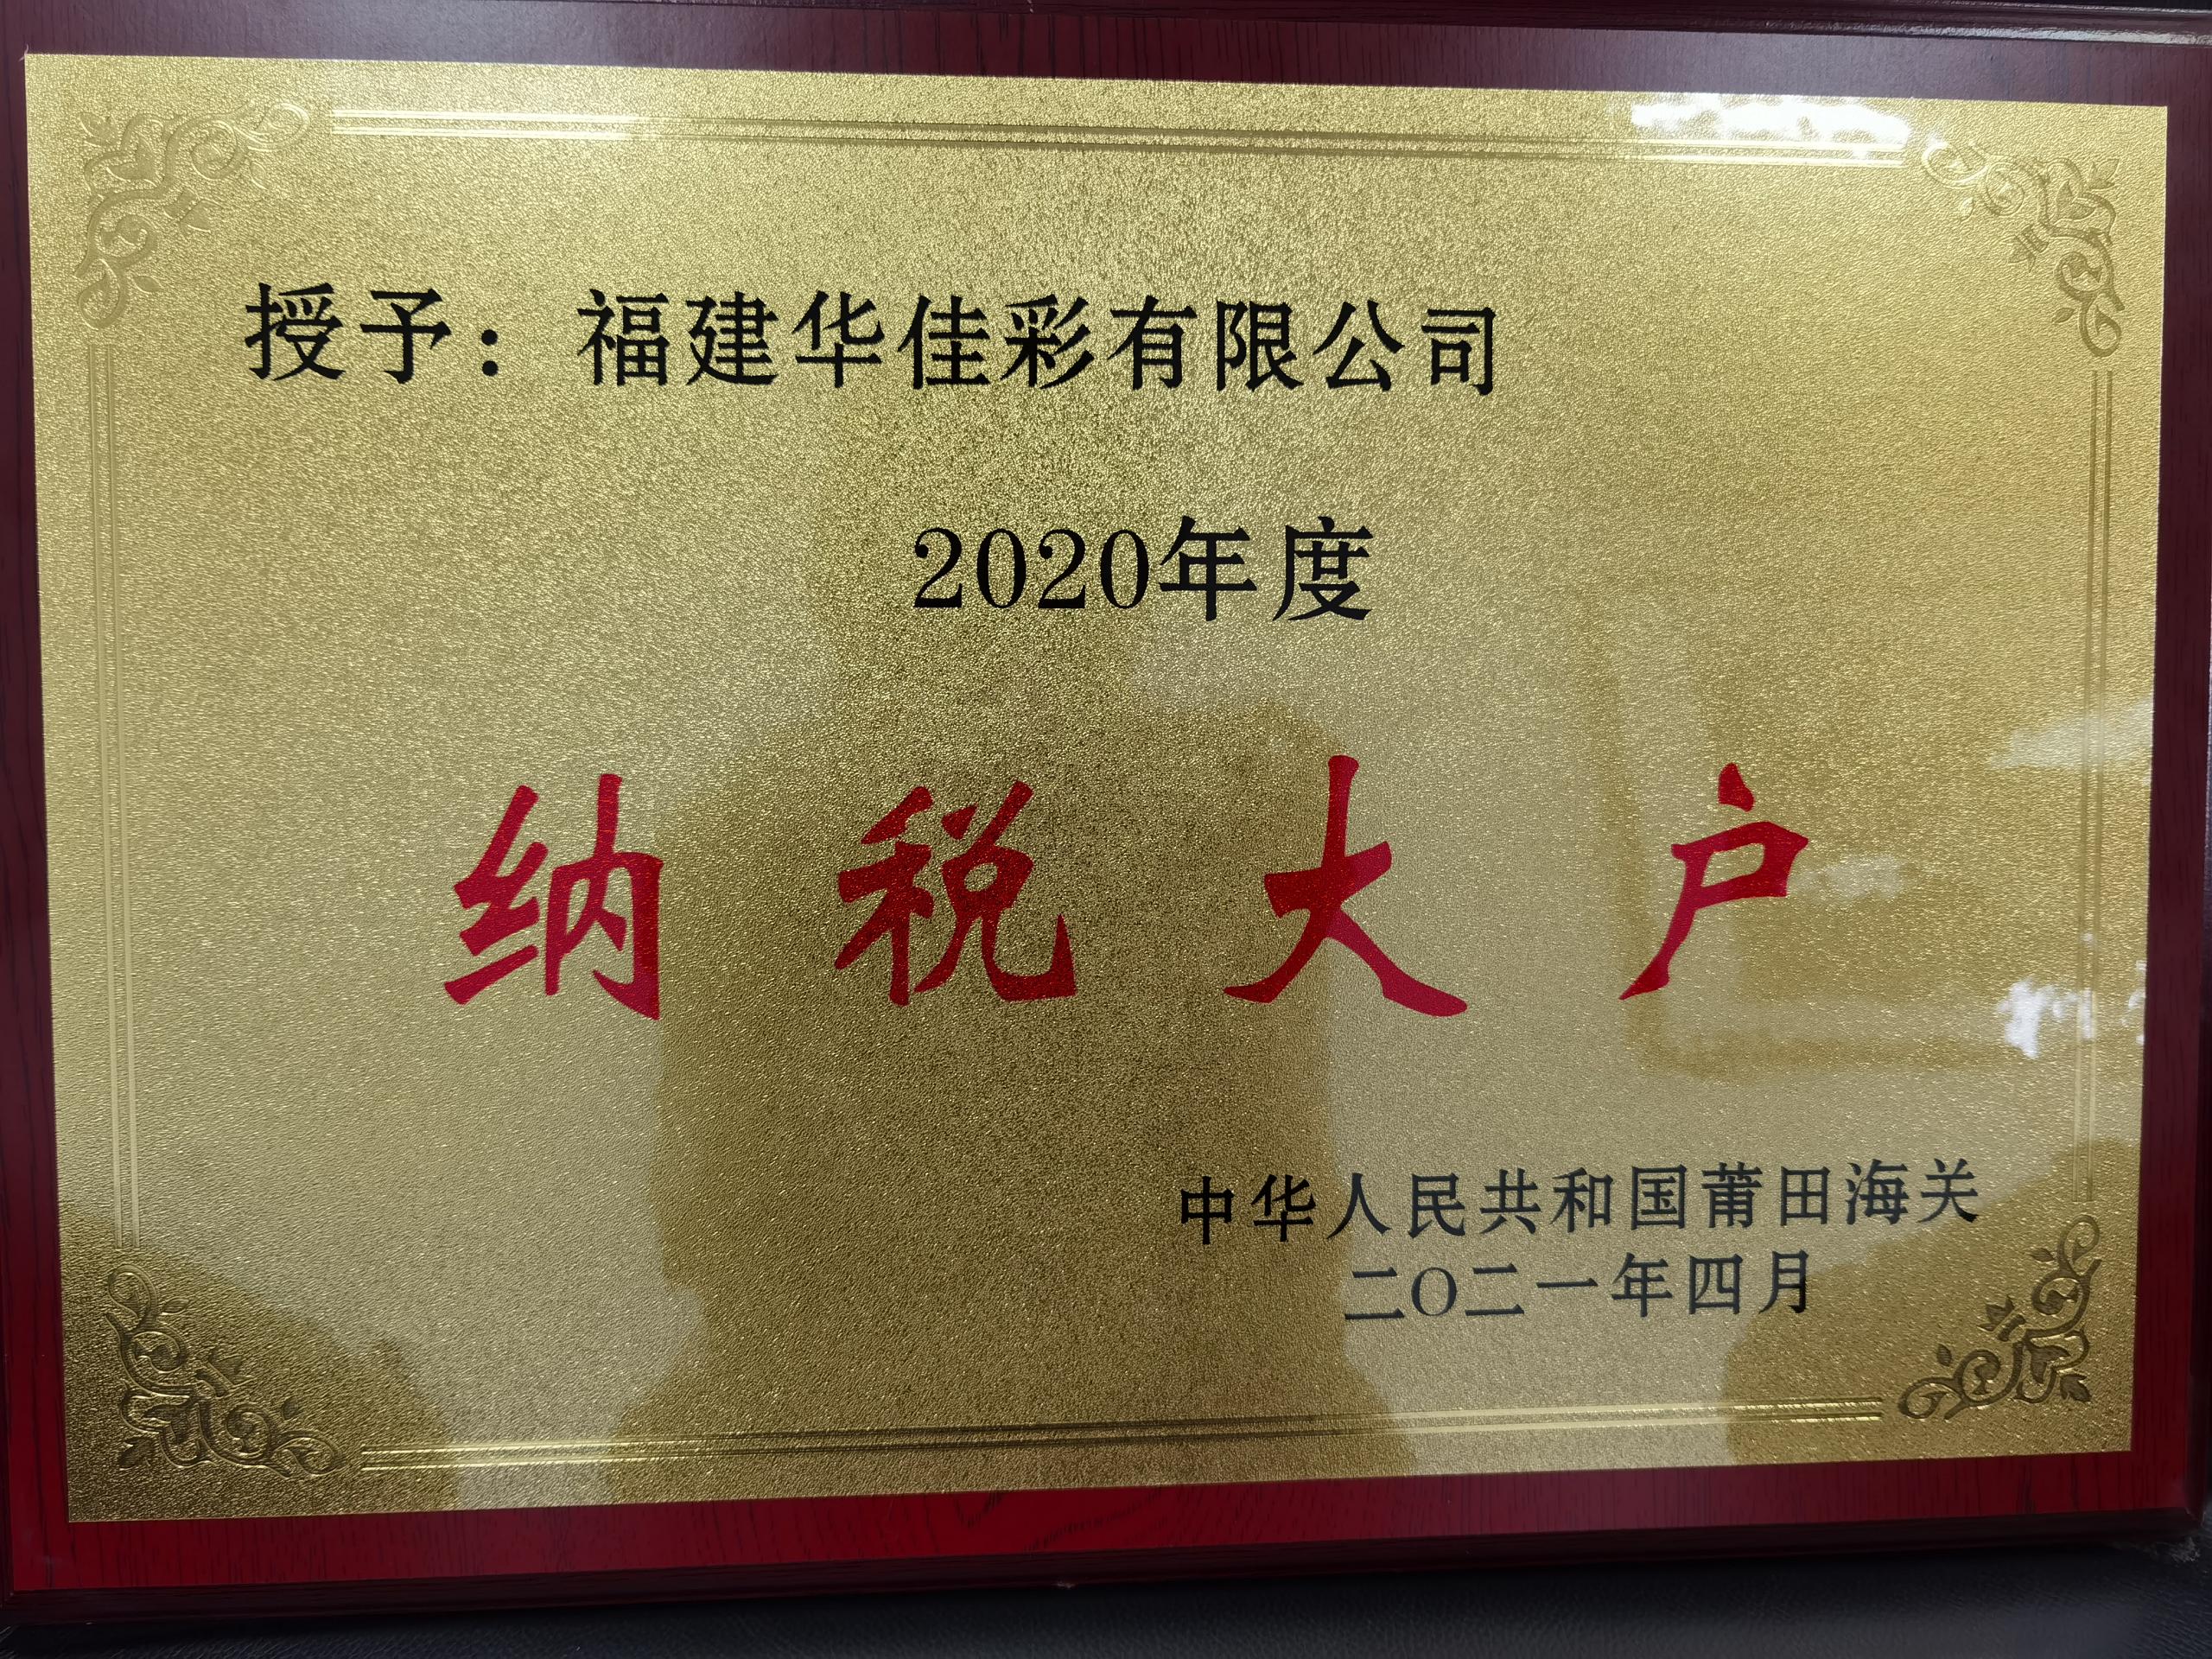 授予：福建华佳彩有限公司
2020年度
纳税大户
中华人民共和国莆田海关
二〇二一年四月